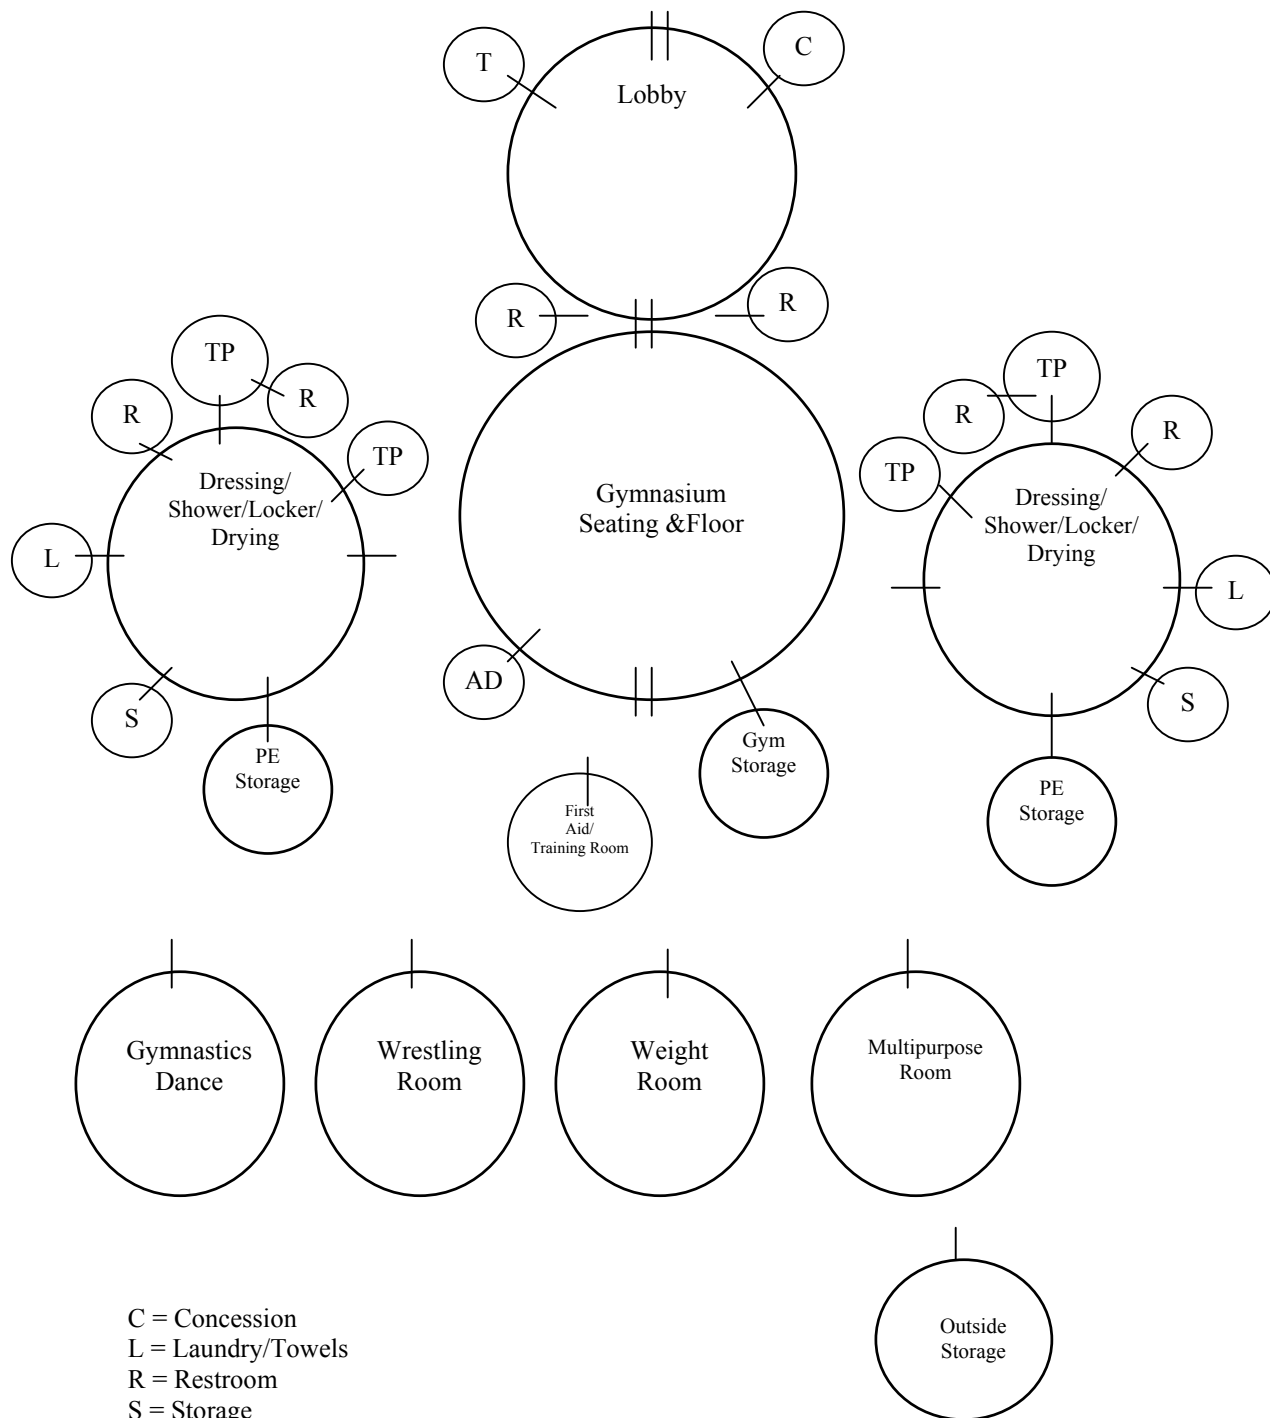 T
C
Lobby
R
R
TP
R
R
TP
Dressing/
Shower/Locker/
Drying
L
S
PE
Storage
Gymnasium
Seating &Floor
AD
Gym
Storage
First
Aid/
Training Room
TP
R
R
TP
Dressing/
Shower/Locker/
Drying
L
S
PE
Storage
Gymnastics
Dance
Wrestling
Room
Weight
Room
Multipurpose
Room
Outside
Storage
C = Concession
L = Laundry/Towels
R = Restroom
S = Storage